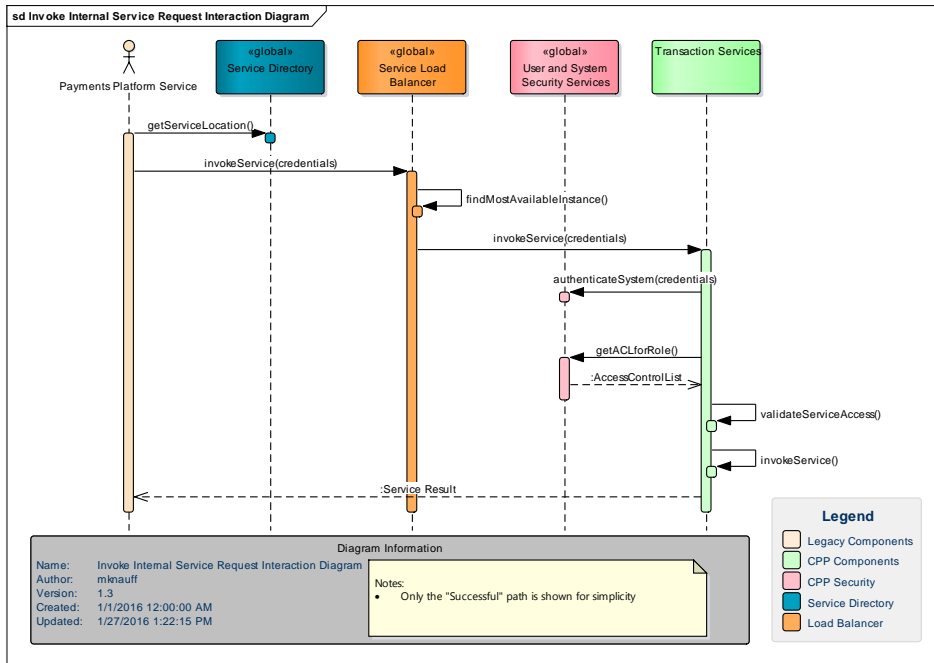 sd Invoke Internal Service Request Interaction Diagram
Payments Platform Service
«global»
Service Directory
«global»
Service Load
Balancer
«global»
User and System
Security Services
Transaction Services
getServiceLocation()
invokeService(credentials)
findMostAvailableInstance()
invokeService(credentials)
authenticateSystem(credentials)
getACLforRole()
:AccessControlList
validateServiceAccess()
invokeService()
:Service Result
Diagram Information
Name: Invoke Internal Service Request Interaction Diagram
Author: mknauff
Version: 1.3
Created: 1/1/2016 12:00:00 AM
Updated: 1/27/2016 1:22:15 PM
Notes:
• Only the "Successful" path is shown for simplicity
Legend
Legacy Components
CPP Components
CPP Security
Service Directory
Load Balancer